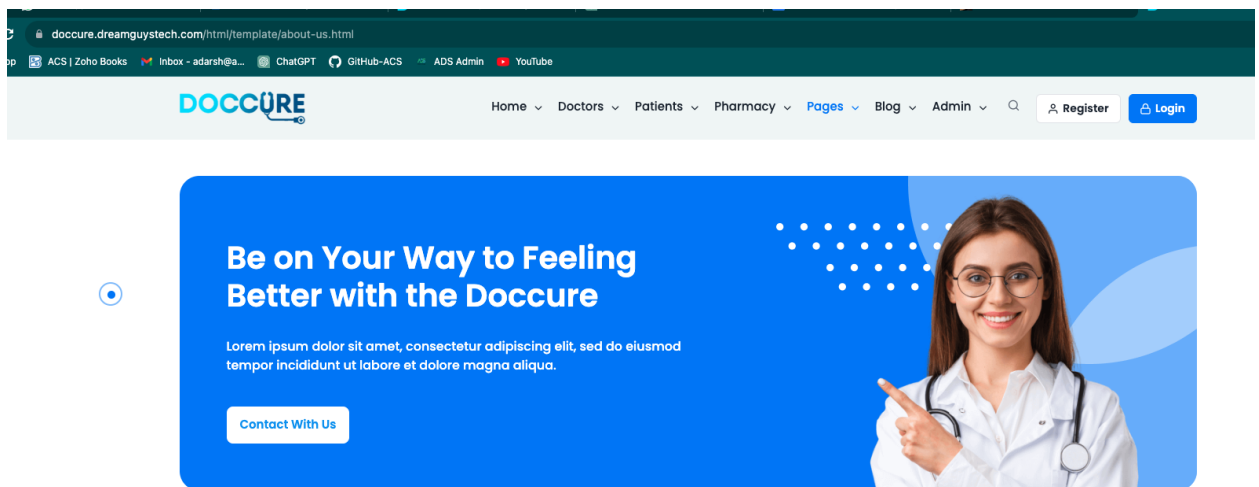 doccure.dreamguystech.com/html/template/about-us.html
ACS | Zoho Books Inbox - adarsh@a... ChatGPT GitHub-ACS ADS Admin YouTube
DOCCURE Home Doctors Patients Pharmacy Pages Blog Admin Register Login
Be on Your Way to Feeling
Better with the Doccure
Lorem ipsum dolor sit amet, consectetur adipiscing elit, sed do eiusmod
tempor incididunt ut labore et dolore magna aliqua.
Contact With Us